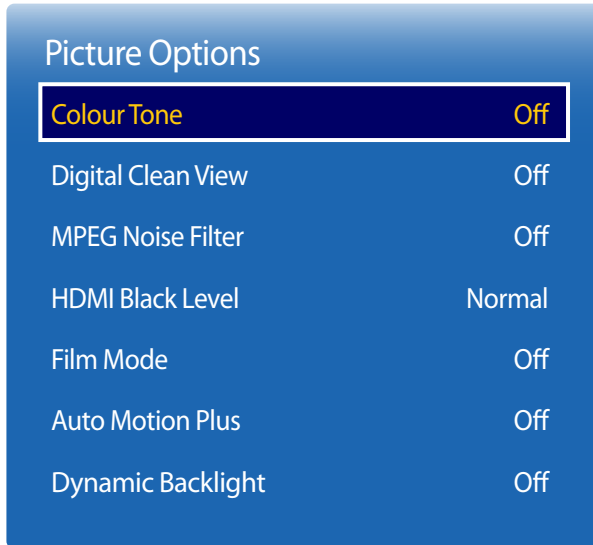 Picture Options
Colour Tone Off
Digital Clean View Off
MPEG Noise Filter Off
HDMI Black Level Normal
Film Mode Off
Auto Motion Plus Off
Dynamic Backlight Off